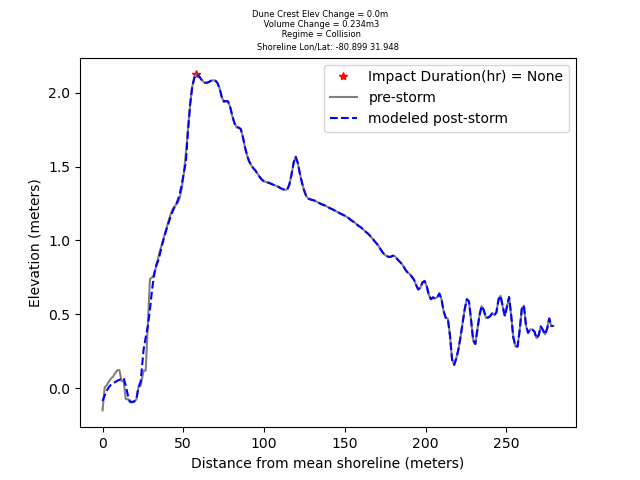 Dune Crest Elev Change = 0.0m
Volume Change = 0.234m3
Regime = Collision
Shoreline Lon/Lat: -80.899 31.948
Impact Duration(hr) = None
pre-storm
modeled post-storm
Elevation (meters)
2.0
1.5
1.0
0.5
0.0
0 50 100 150 200 250
Distance from mean shoreline (meters)